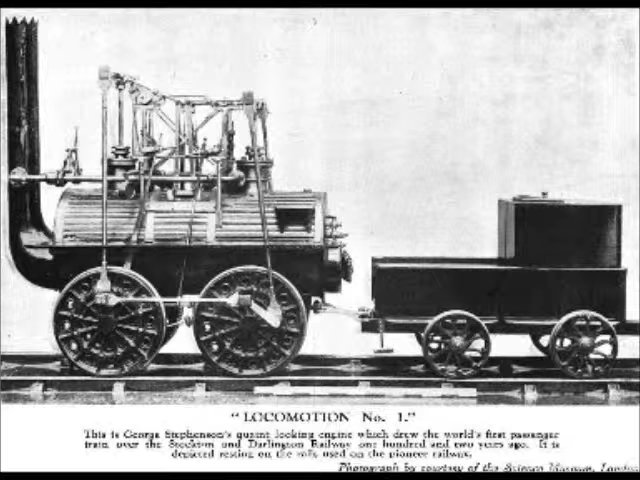 "LOCOMOTION No. 1."
This is George Stephenson's quaint looking engine which drew the world's first passenger
train over the Stockton and Darlington Railway one hundred and two years ago. It is
depicted resting on the rails used on the pioneer railway.
Photograph by courtesy of the Science Museum, London